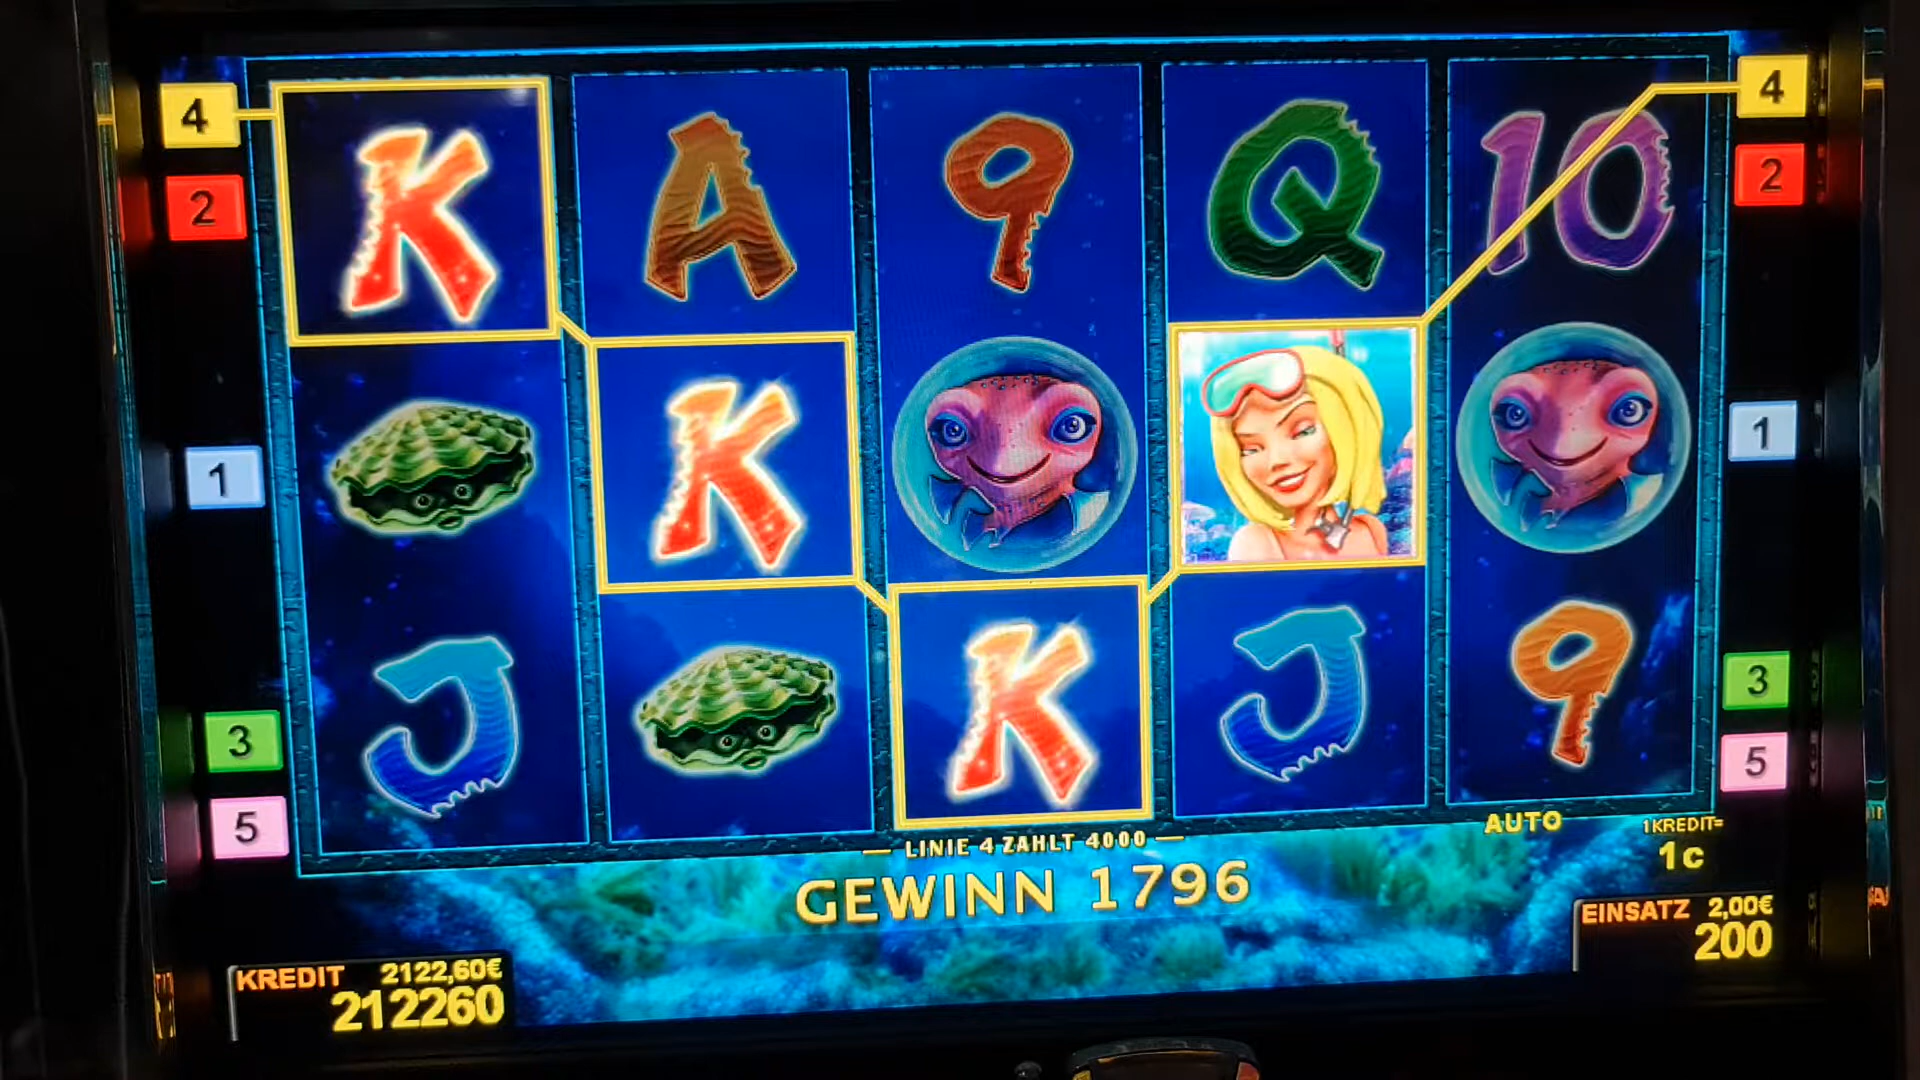 4
4
K
A
9
Q
10
2
2
K
1
1
J
K
J
9
3
3
5
5
LINIE 4 ZAHLT 4000
AUTO
1KREDIT=
1c
GEWINN 1796
EINSATZ 2,00€
200
KREDIT 2122,60€
212260